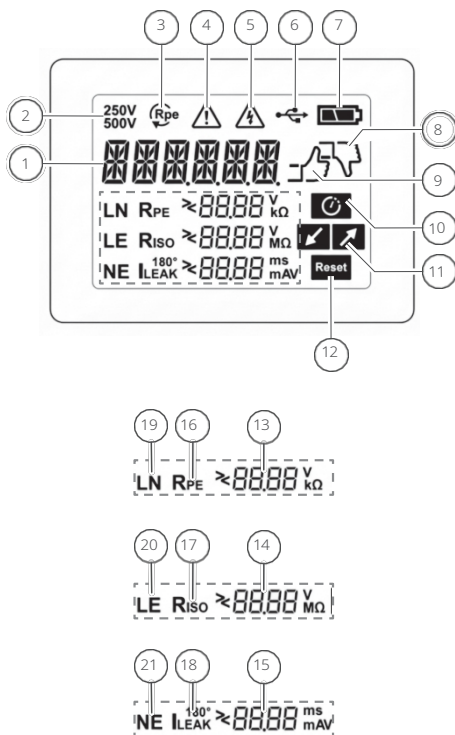 3 4 5 6 7
2 250V 500V Rpe
8
1
9
LN RPE ≷88.88 V kΩ
10
LE RISO ≷88.88 V MΩ
11
NE ILEAK 180° ≷88.88 ms mAV Reset
12
19 16 13
LN RPE ≷88.88 V kΩ
20 17 14
LE RISO ≷88.88 V MΩ
21 18 15
NE ILEAK 180° ≷88.88 ms mAV